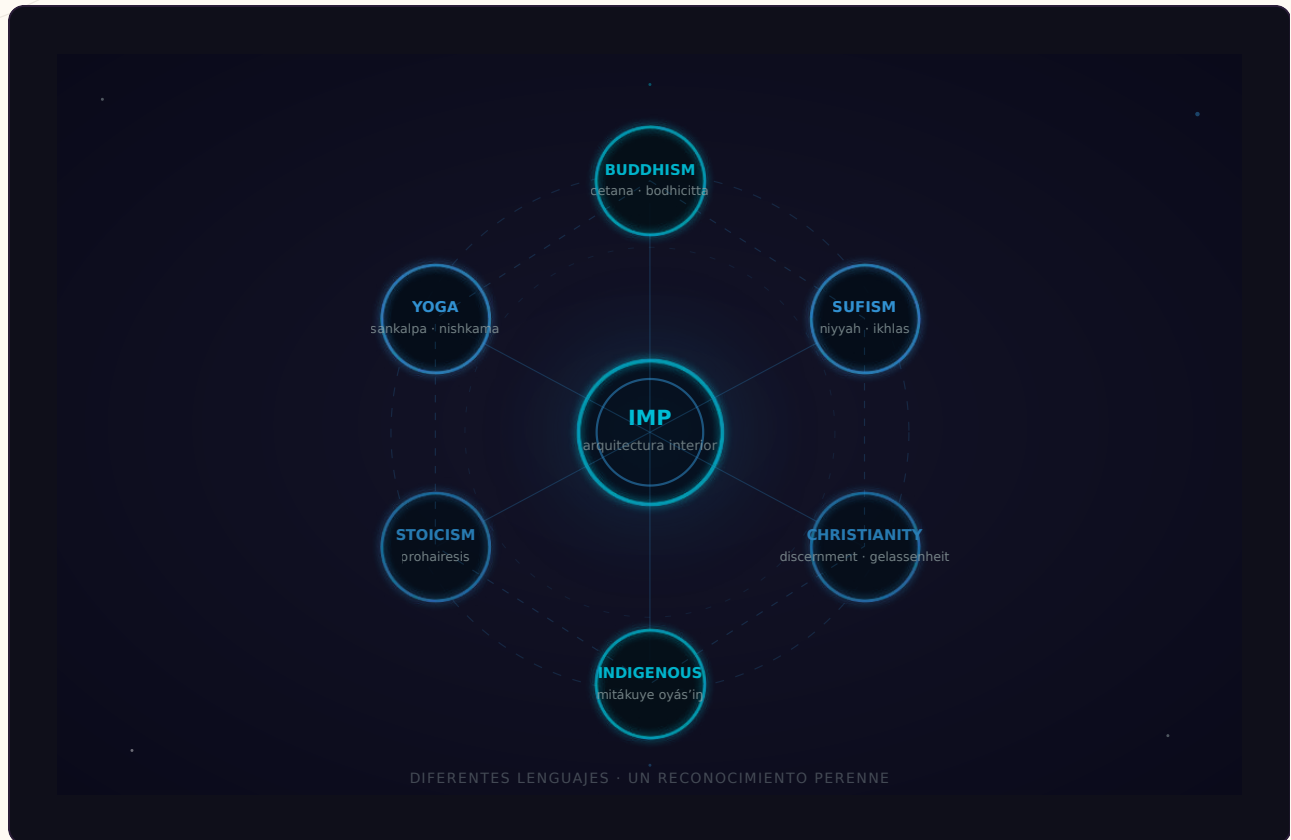 BUDDHISM
cetana · bodhicitta
YOGA
sankalpa · nishkama
SUFISM
niyyah · ikhlas
IMP
arquitectura interior
STOICISM
prohairesis
CHRISTIANITY
discernment · gelassenheit
INDIGENOUS
mitákuye oyás’iŋ
DIFERENTES LENGUAJES · UN RECONOCIMIENTO PERENNE